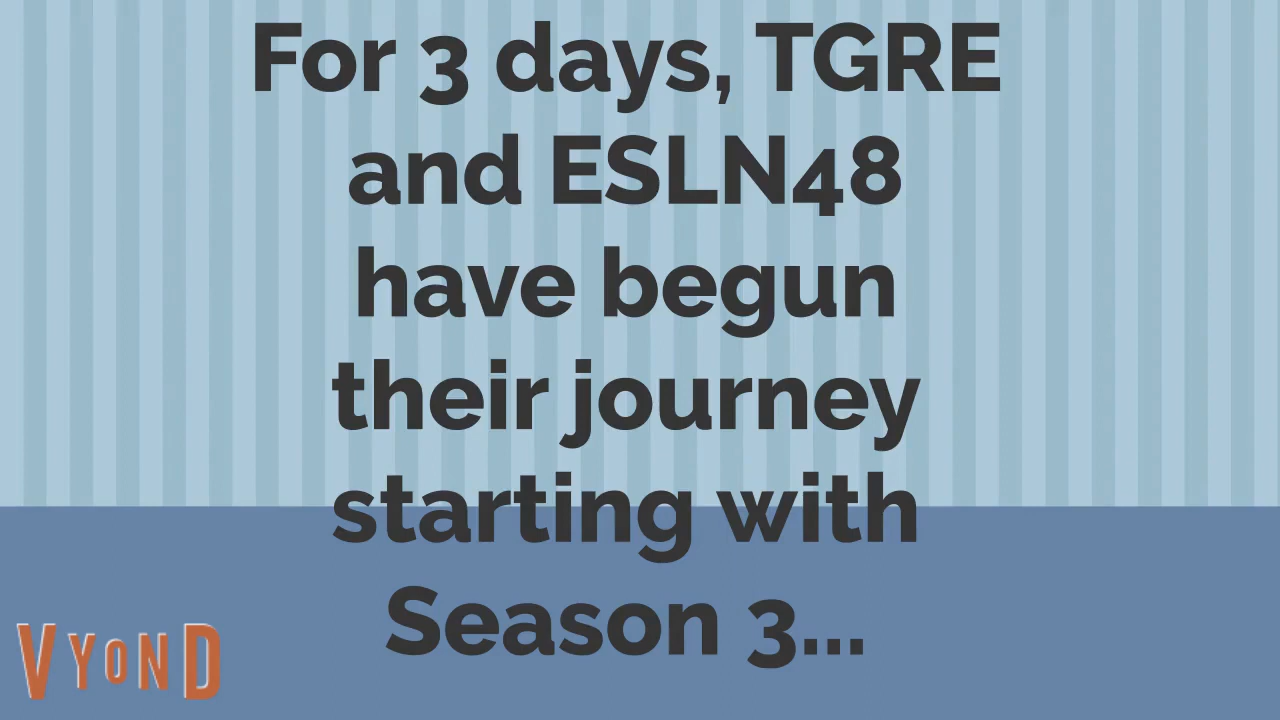 For 3 days, TGRE
and ESLN48
have begun
their journey
starting with
Season 3...
VYOND